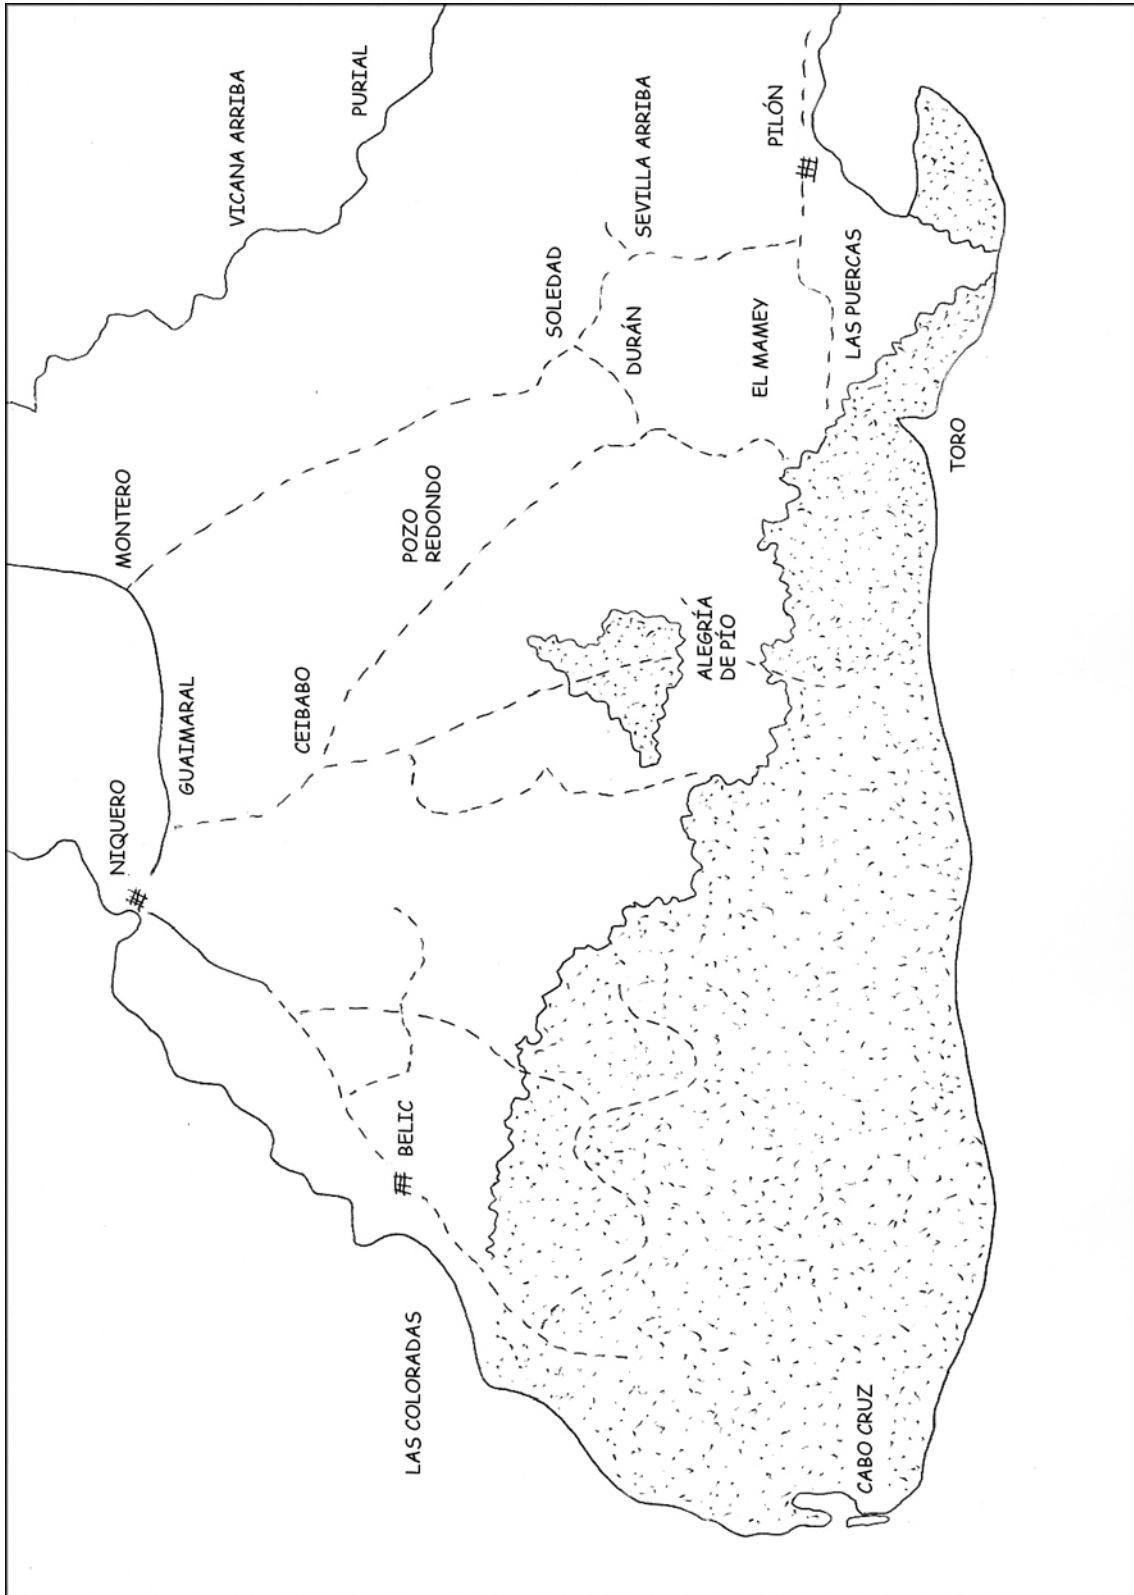 NIQUERO
GUAIMARAL
MONTERO
VICANA ARRIBA
PURIAL
CEIBABO
POZO
REDONDO
SOLEDAD
DURÁN
SEVILLA ARRIBA
BELIC
LAS COLORADAS
ALEGRÍA
DE PÍO
EL MAMEY
PILÓN
LAS PUERCAS
CABO CRUZ
TORO